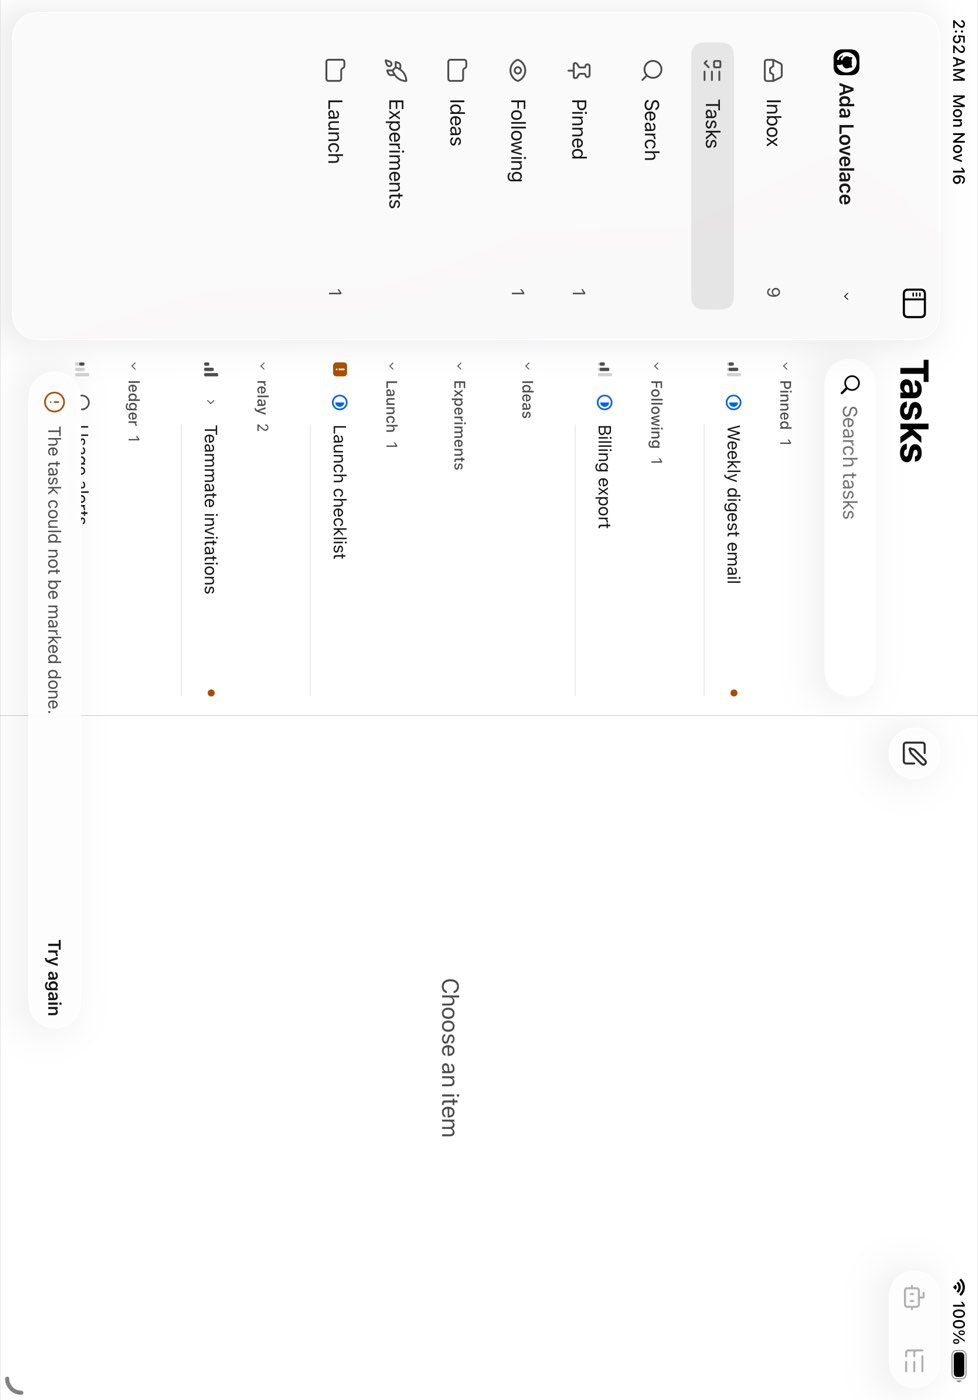 2:52 AM Mon Nov 16
100%
Ada Lovelace
Inbox 9
Tasks
Search
Pinned 1
Following 1
Ideas
Experiments
Launch 1
Tasks
Search tasks
Pinned 1
Weekly digest email
Following 1
Billing export
Ideas
Experiments
Launch 1
Launch checklist
relay 2
Teammate invitations
ledger 1
Usage alerts
Choose an item
The task could not be marked done. Try again